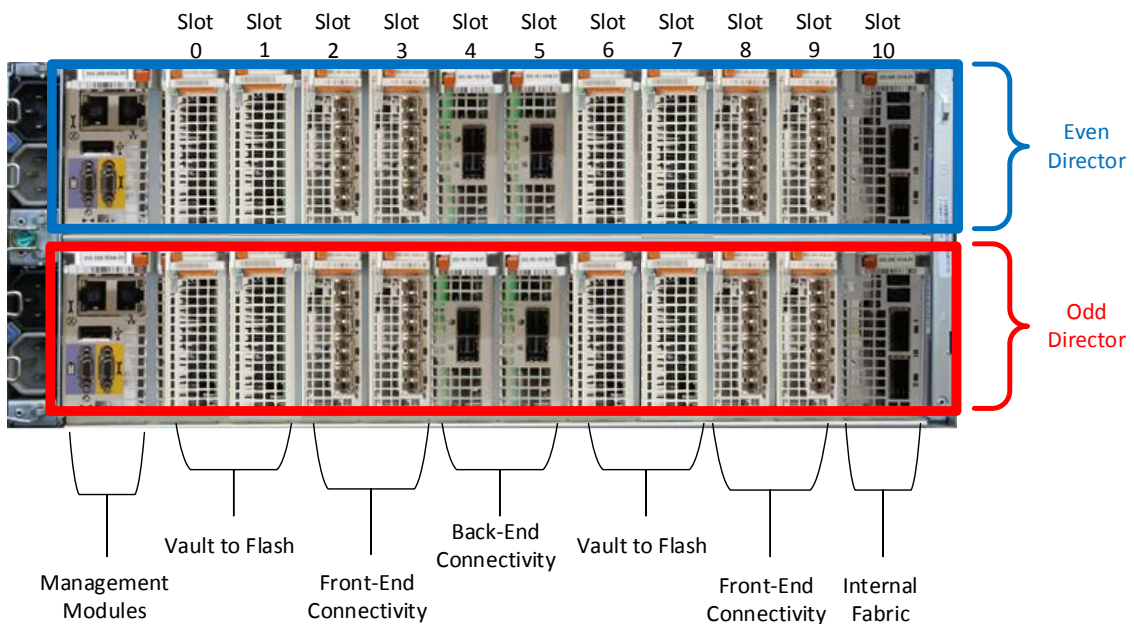 Slot Slot Slot Slot Slot Slot Slot Slot Slot Slot Slot
0 1 2 3 4 5 6 7 8 9 10
Even
Director
Odd
Director
Management
Modules
Vault to Flash
Front-End
Connectivity
Back-End
Connectivity
Vault to Flash
Front-End
Connectivity
Internal
Fabric